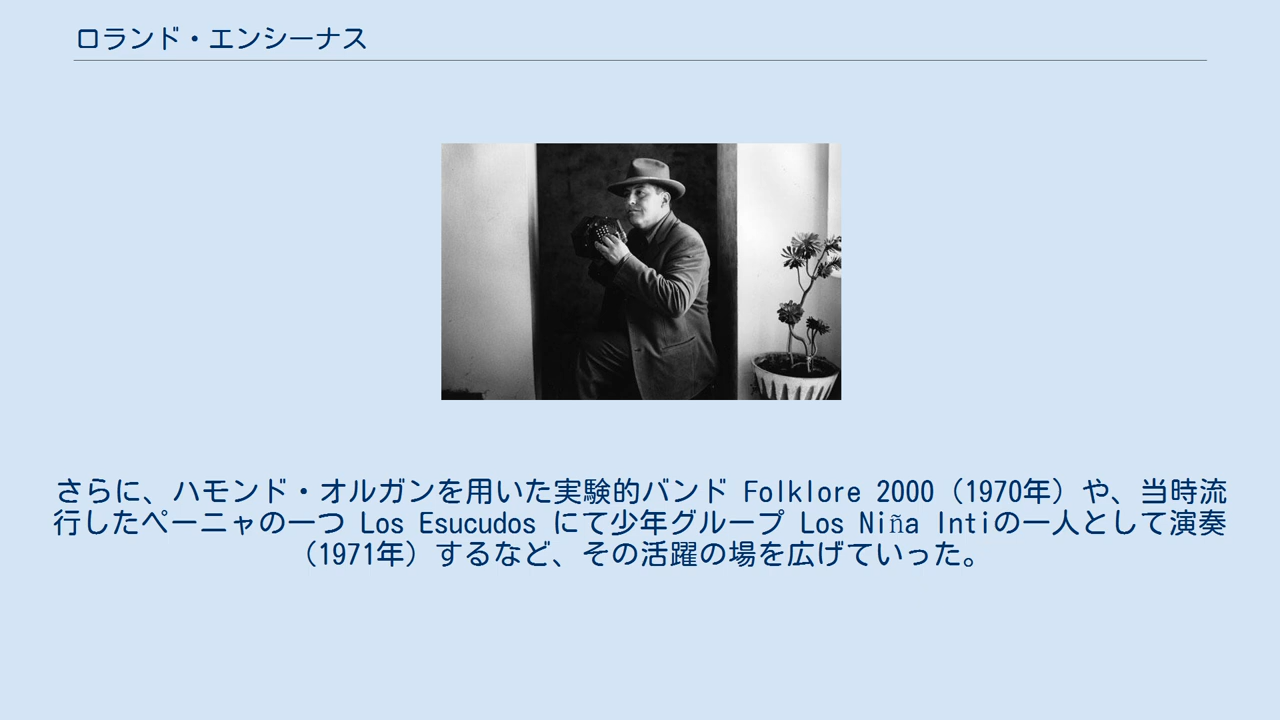 ロランド・エンシーナス
さらに、ハモンド・オルガンを用いた実験的バンド Folklore 2000（1970年）や、当時流
行したペーニャの一つ Los Esucudos にて少年グループ Los Niña Intiの一人として演奏
（1971年）するなど、その活躍の場を広げていった。